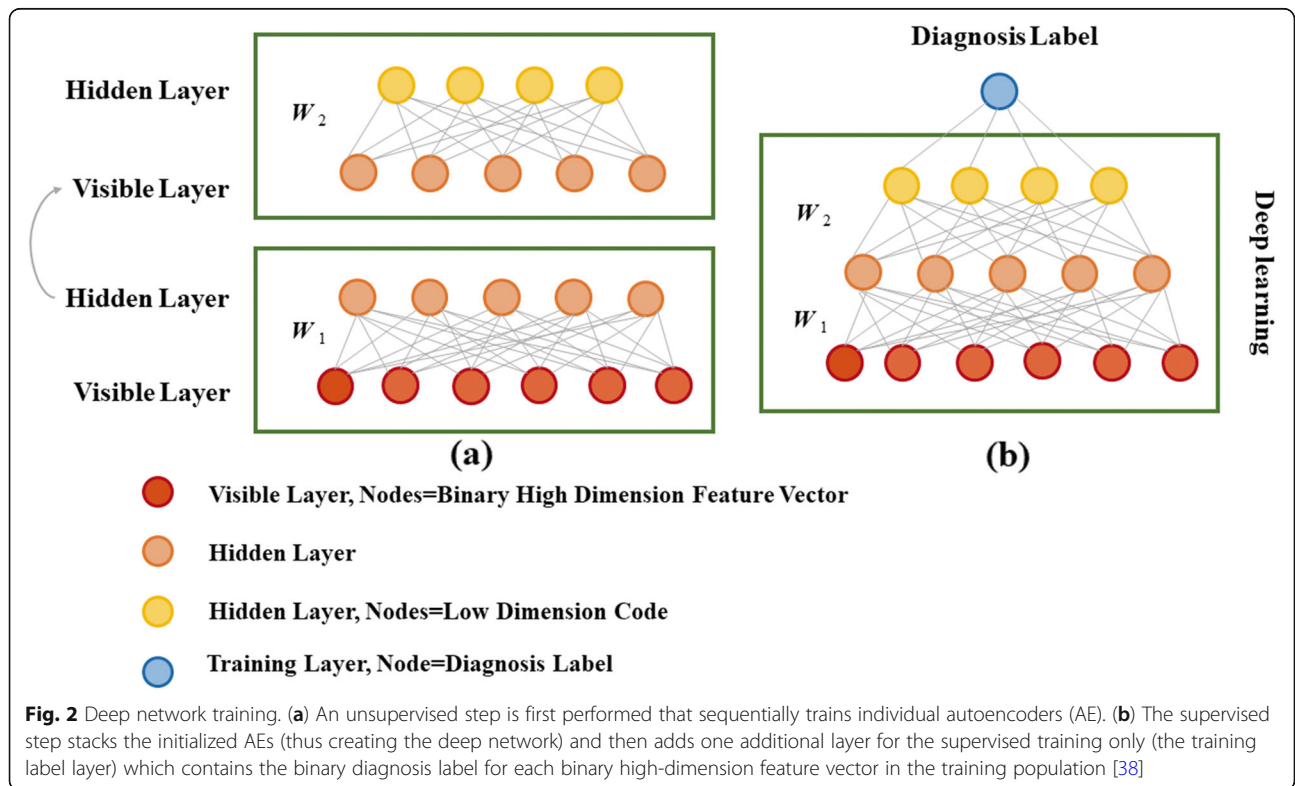 Diagnosis Label
Hidden Layer
W2
Visible Layer
Hidden Layer
W1
Visible Layer
W2
W1
Deep learning
(a)
(b)
Visible Layer, Nodes=Binary High Dimension Feature Vector
Hidden Layer
Hidden Layer, Nodes=Low Dimension Code
Training Layer, Node=Diagnosis Label
Fig. 2 Deep network training. (a) An unsupervised step is first performed that sequentially trains individual autoencoders (AE). (b) The supervised
step stacks the initialized AEs (thus creating the deep network) and then adds one additional layer for the supervised training only (the training
label layer) which contains the binary diagnosis label for each binary high-dimension feature vector in the training population [38]